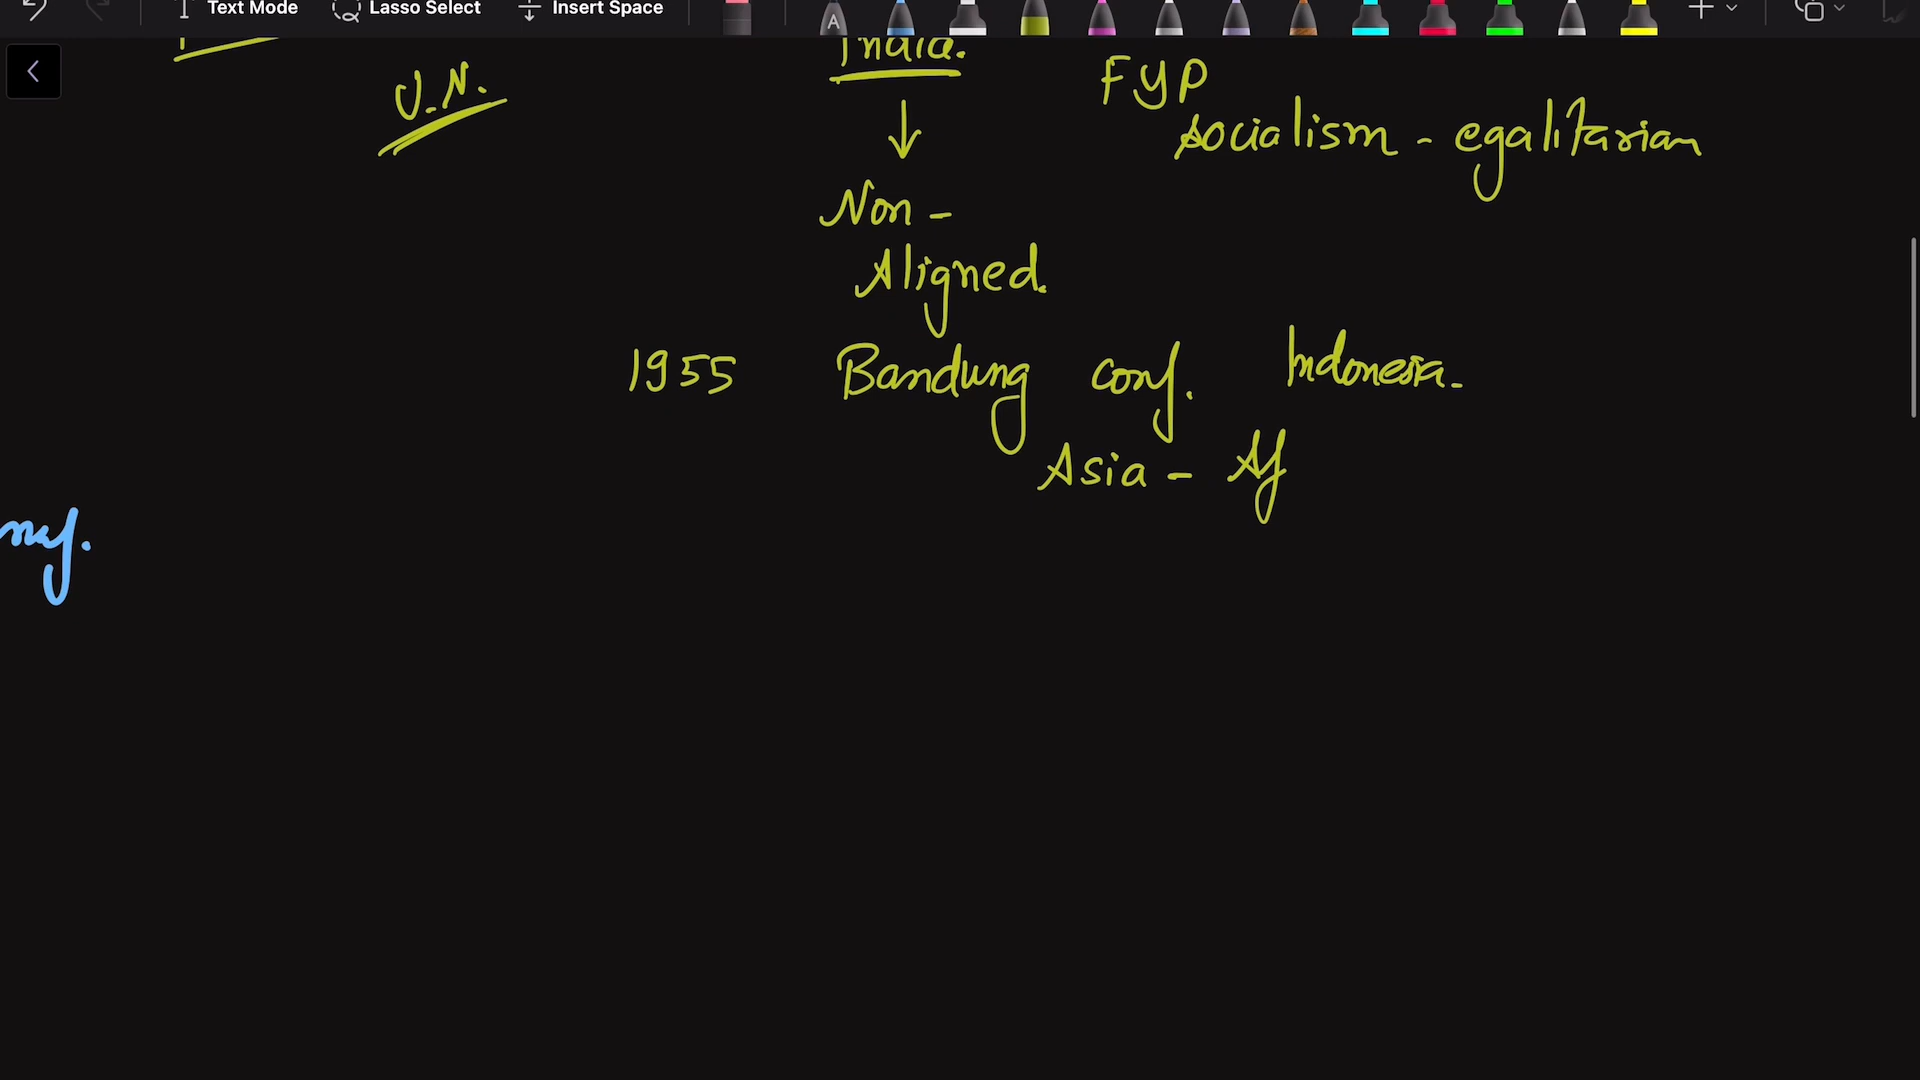 Text Mode Lasso Select Insert Space
A
India.
U.N.
FYP
socialism - egalitarian
Non -
Aligned.
1955 Bandung conf. Indonesia.
Asia - Af